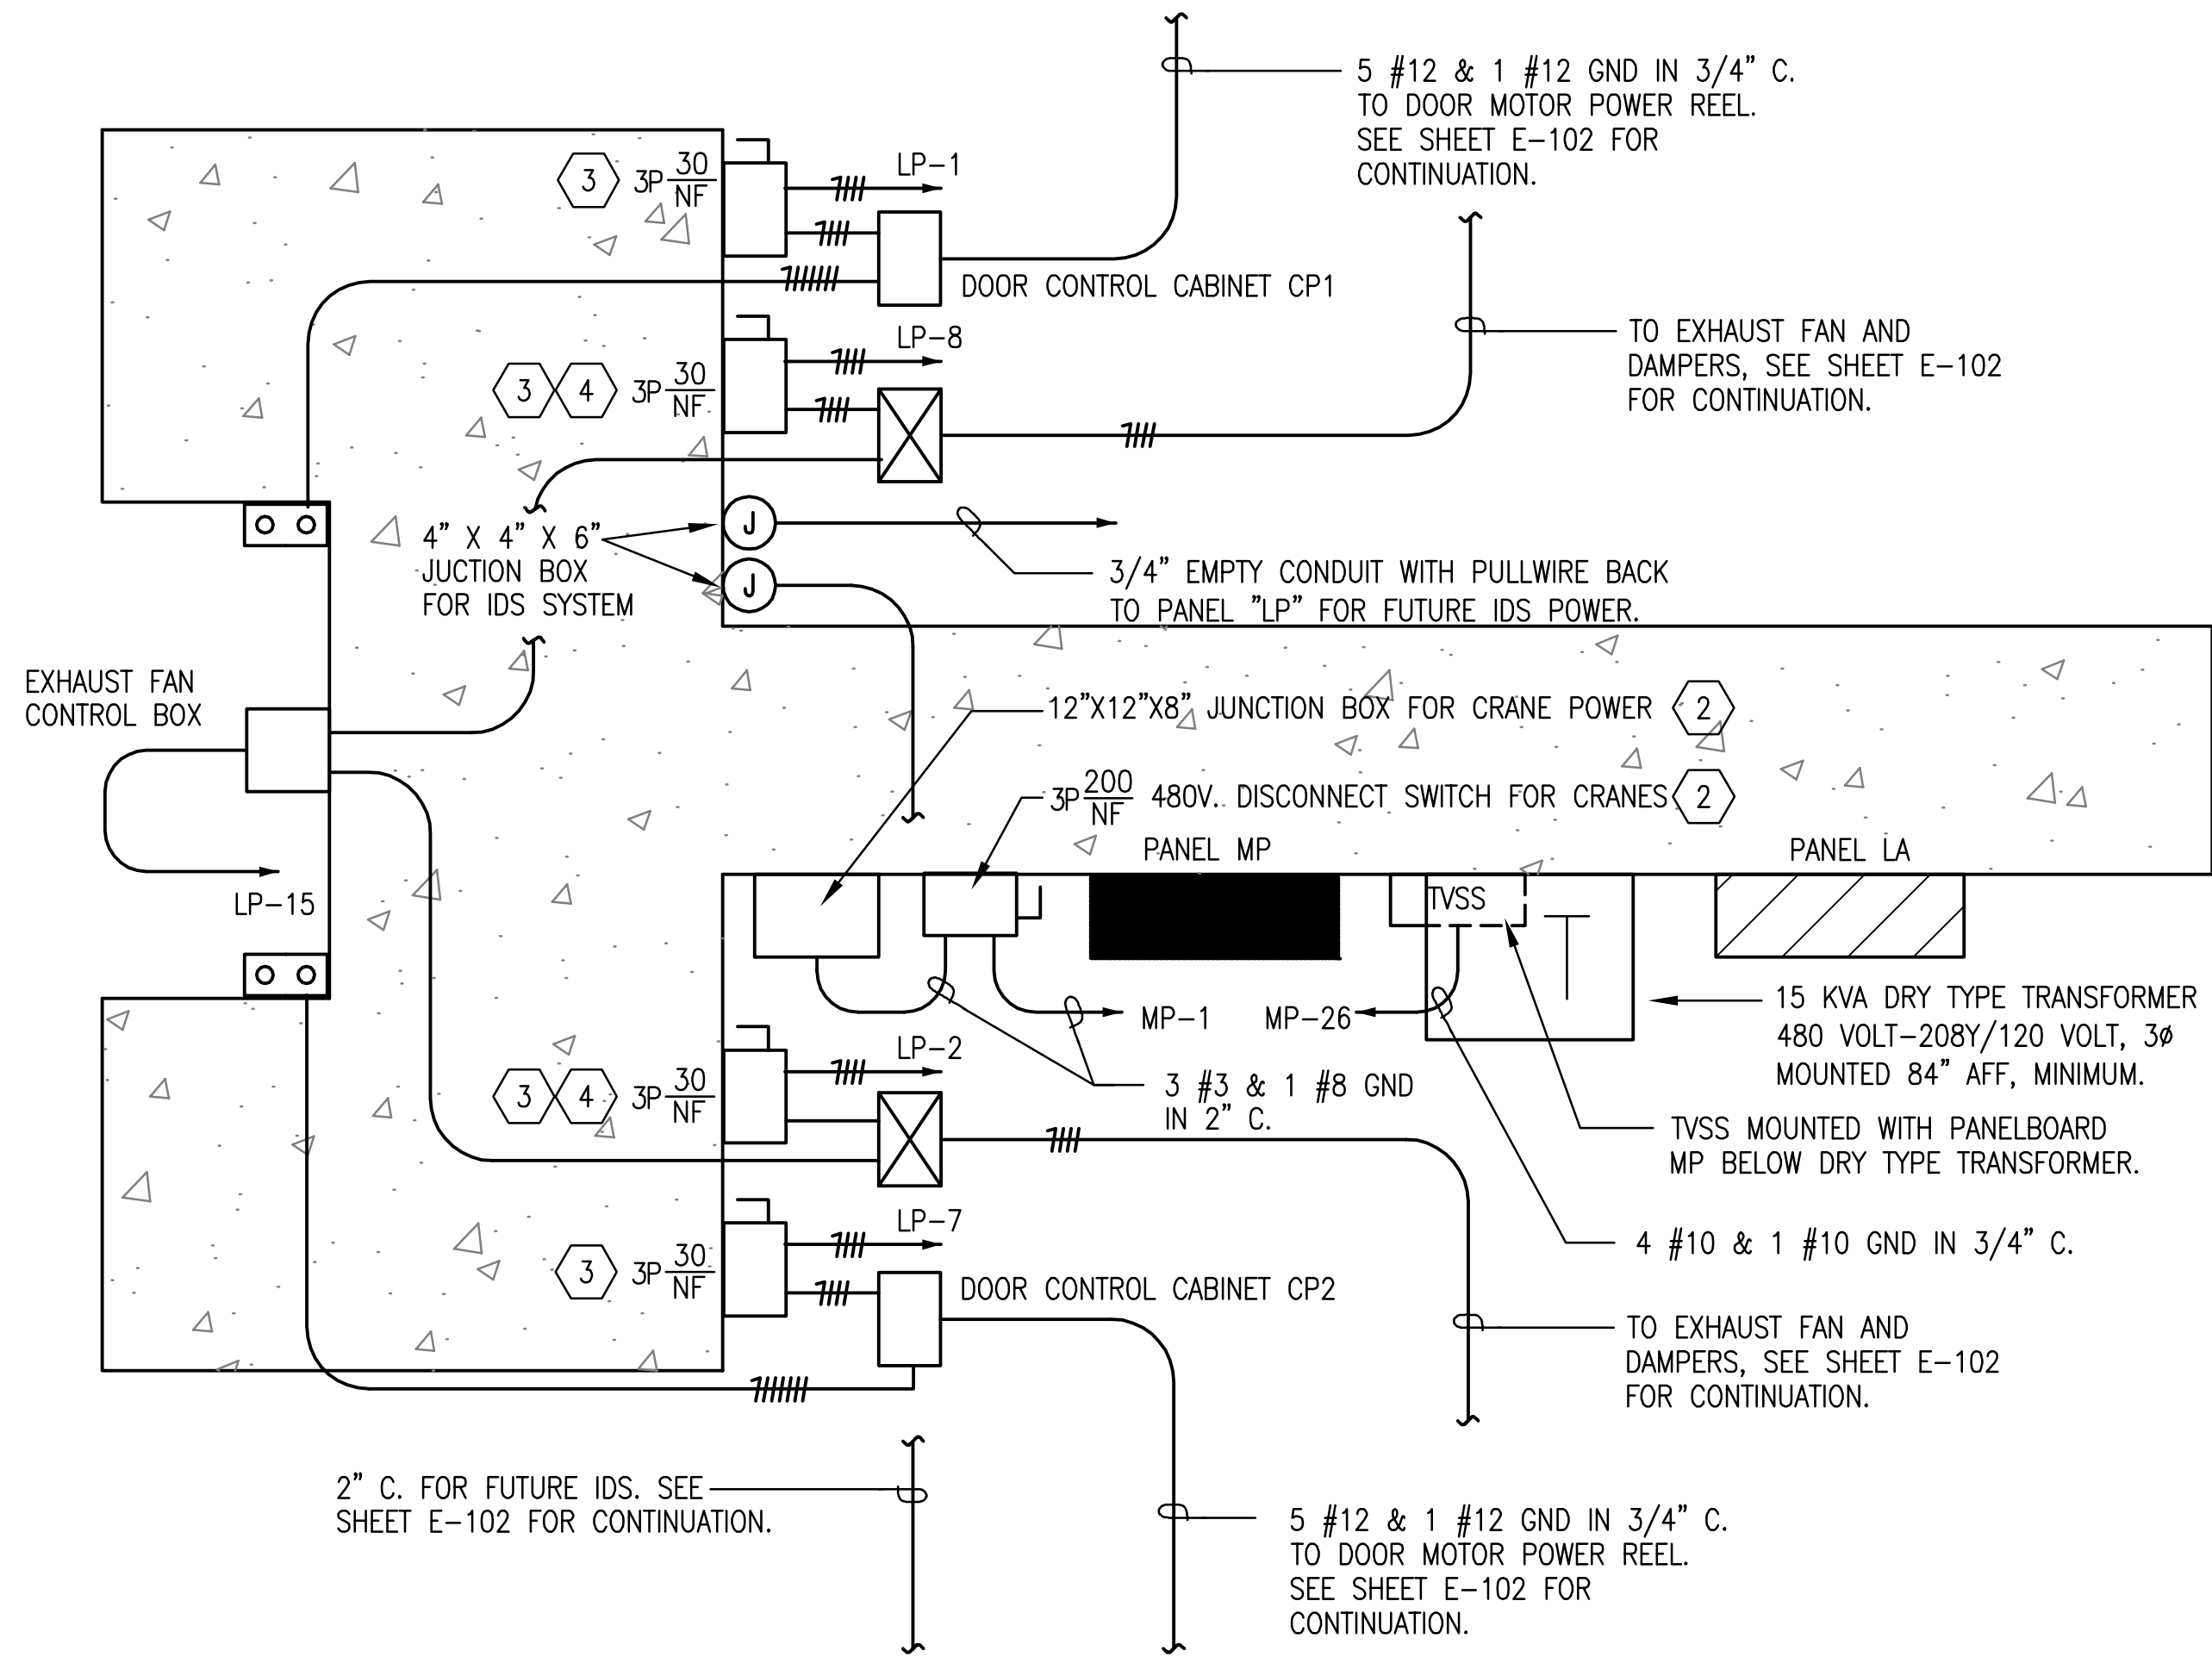 5 #12 & 1 #12 GND IN 3/4" C.
TO DOOR MOTOR POWER REEL.
SEE SHEET E-102 FOR
CONTINUATION.
3
3P 30
NF
LP-1
DOOR CONTROL CABINET CP1
LP-8
3
4
3P 30
NF
TO EXHAUST FAN AND
DAMPERS, SEE SHEET E-102
FOR CONTINUATION.
4" X 4" X 6"
JUCTION BOX
FOR IDS SYSTEM
J
J
3/4" EMPTY CONDUIT WITH PULLWIRE BACK
TO PANEL "LP" FOR FUTURE IDS POWER.
EXHAUST FAN
CONTROL BOX
LP-15
12"X12"X8" JUNCTION BOX FOR CRANE POWER
2
3P 200
NF
480V. DISCONNECT SWITCH FOR CRANES
2
PANEL MP
PANEL LA
TVSS
T
MP-1
MP-26
15 KVA DRY TYPE TRANSFORMER
480 VOLT-208Y/120 VOLT, 3ø
MOUNTED 84" AFF, MINIMUM.
LP-2
3
4
3P 30
NF
3 #3 & 1 #8 GND
IN 2" C.
TVSS MOUNTED WITH PANELBOARD
MP BELOW DRY TYPE TRANSFORMER.
4 #10 & 1 #10 GND IN 3/4" C.
LP-7
3
3P 30
NF
DOOR CONTROL CABINET CP2
TO EXHAUST FAN AND
DAMPERS, SEE SHEET E-102
FOR CONTINUATION.
2" C. FOR FUTURE IDS. SEE
SHEET E-102 FOR CONTINUATION.
5 #12 & 1 #12 GND IN 3/4" C.
TO DOOR MOTOR POWER REEL.
SEE SHEET E-102 FOR
CONTINUATION.